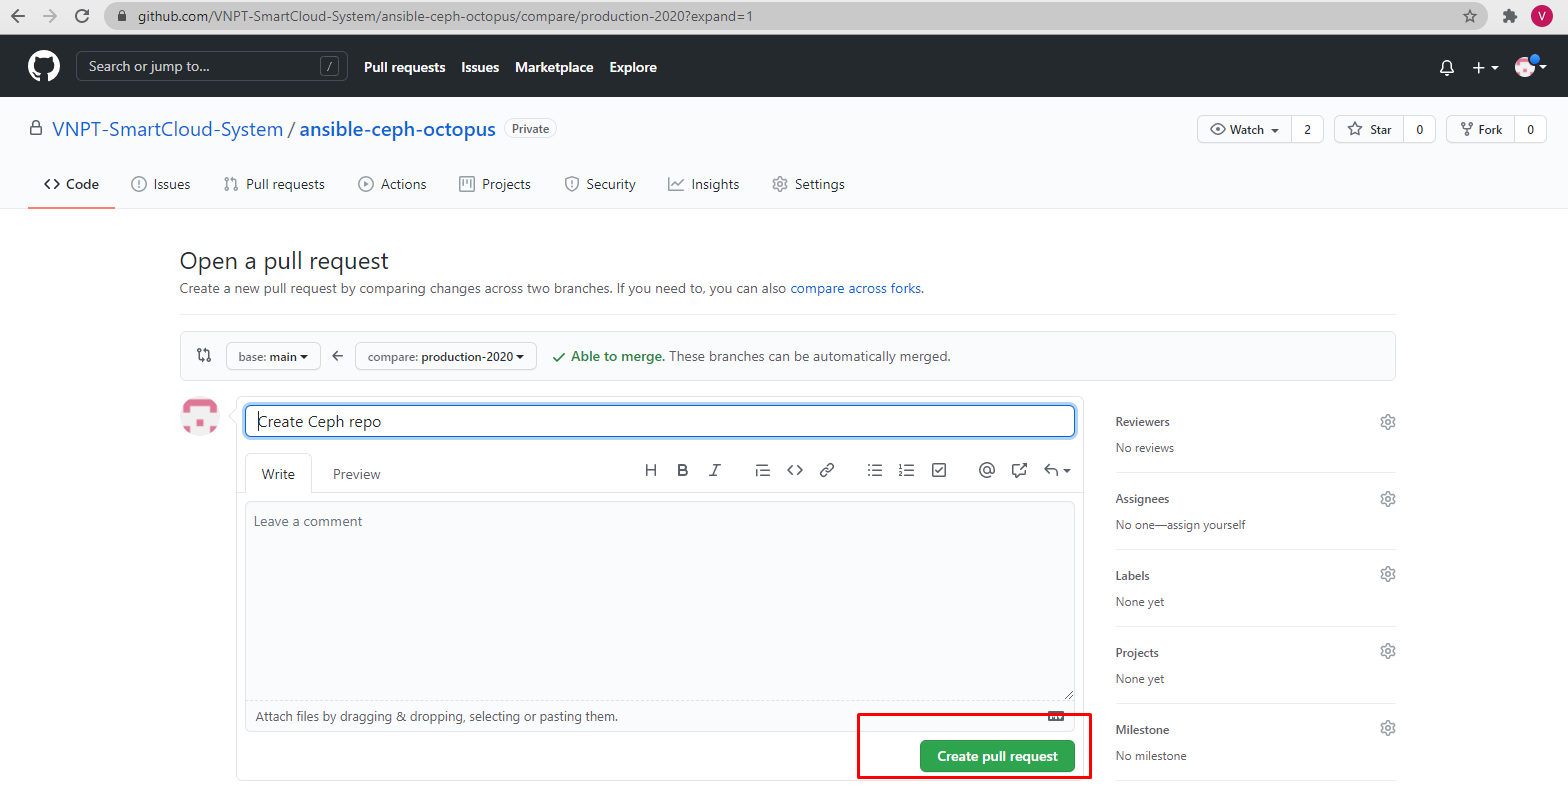 github.com/VNPT-SmartCloud-System/ansible-ceph-octopus/compare/production-2020?expand=1
V
Search or jump to... /
Pull requests Issues Marketplace Explore
VNPT-SmartCloud-System / ansible-ceph-octopus Private
Watch 2 Star 0 Fork 0
Code Issues Pull requests Actions Projects Security Insights Settings
Open a pull request
Create a new pull request by comparing changes across two branches. If you need to, you can also compare across forks.
base: main compare: production-2020 Able to merge. These branches can be automatically merged.
Create Ceph repo
Write Preview
Leave a comment
Attach files by dragging & dropping, selecting or pasting them.
Create pull request
Reviewers
No reviews
Assignees
No one—assign yourself
Labels
None yet
Projects
None yet
Milestone
No milestone